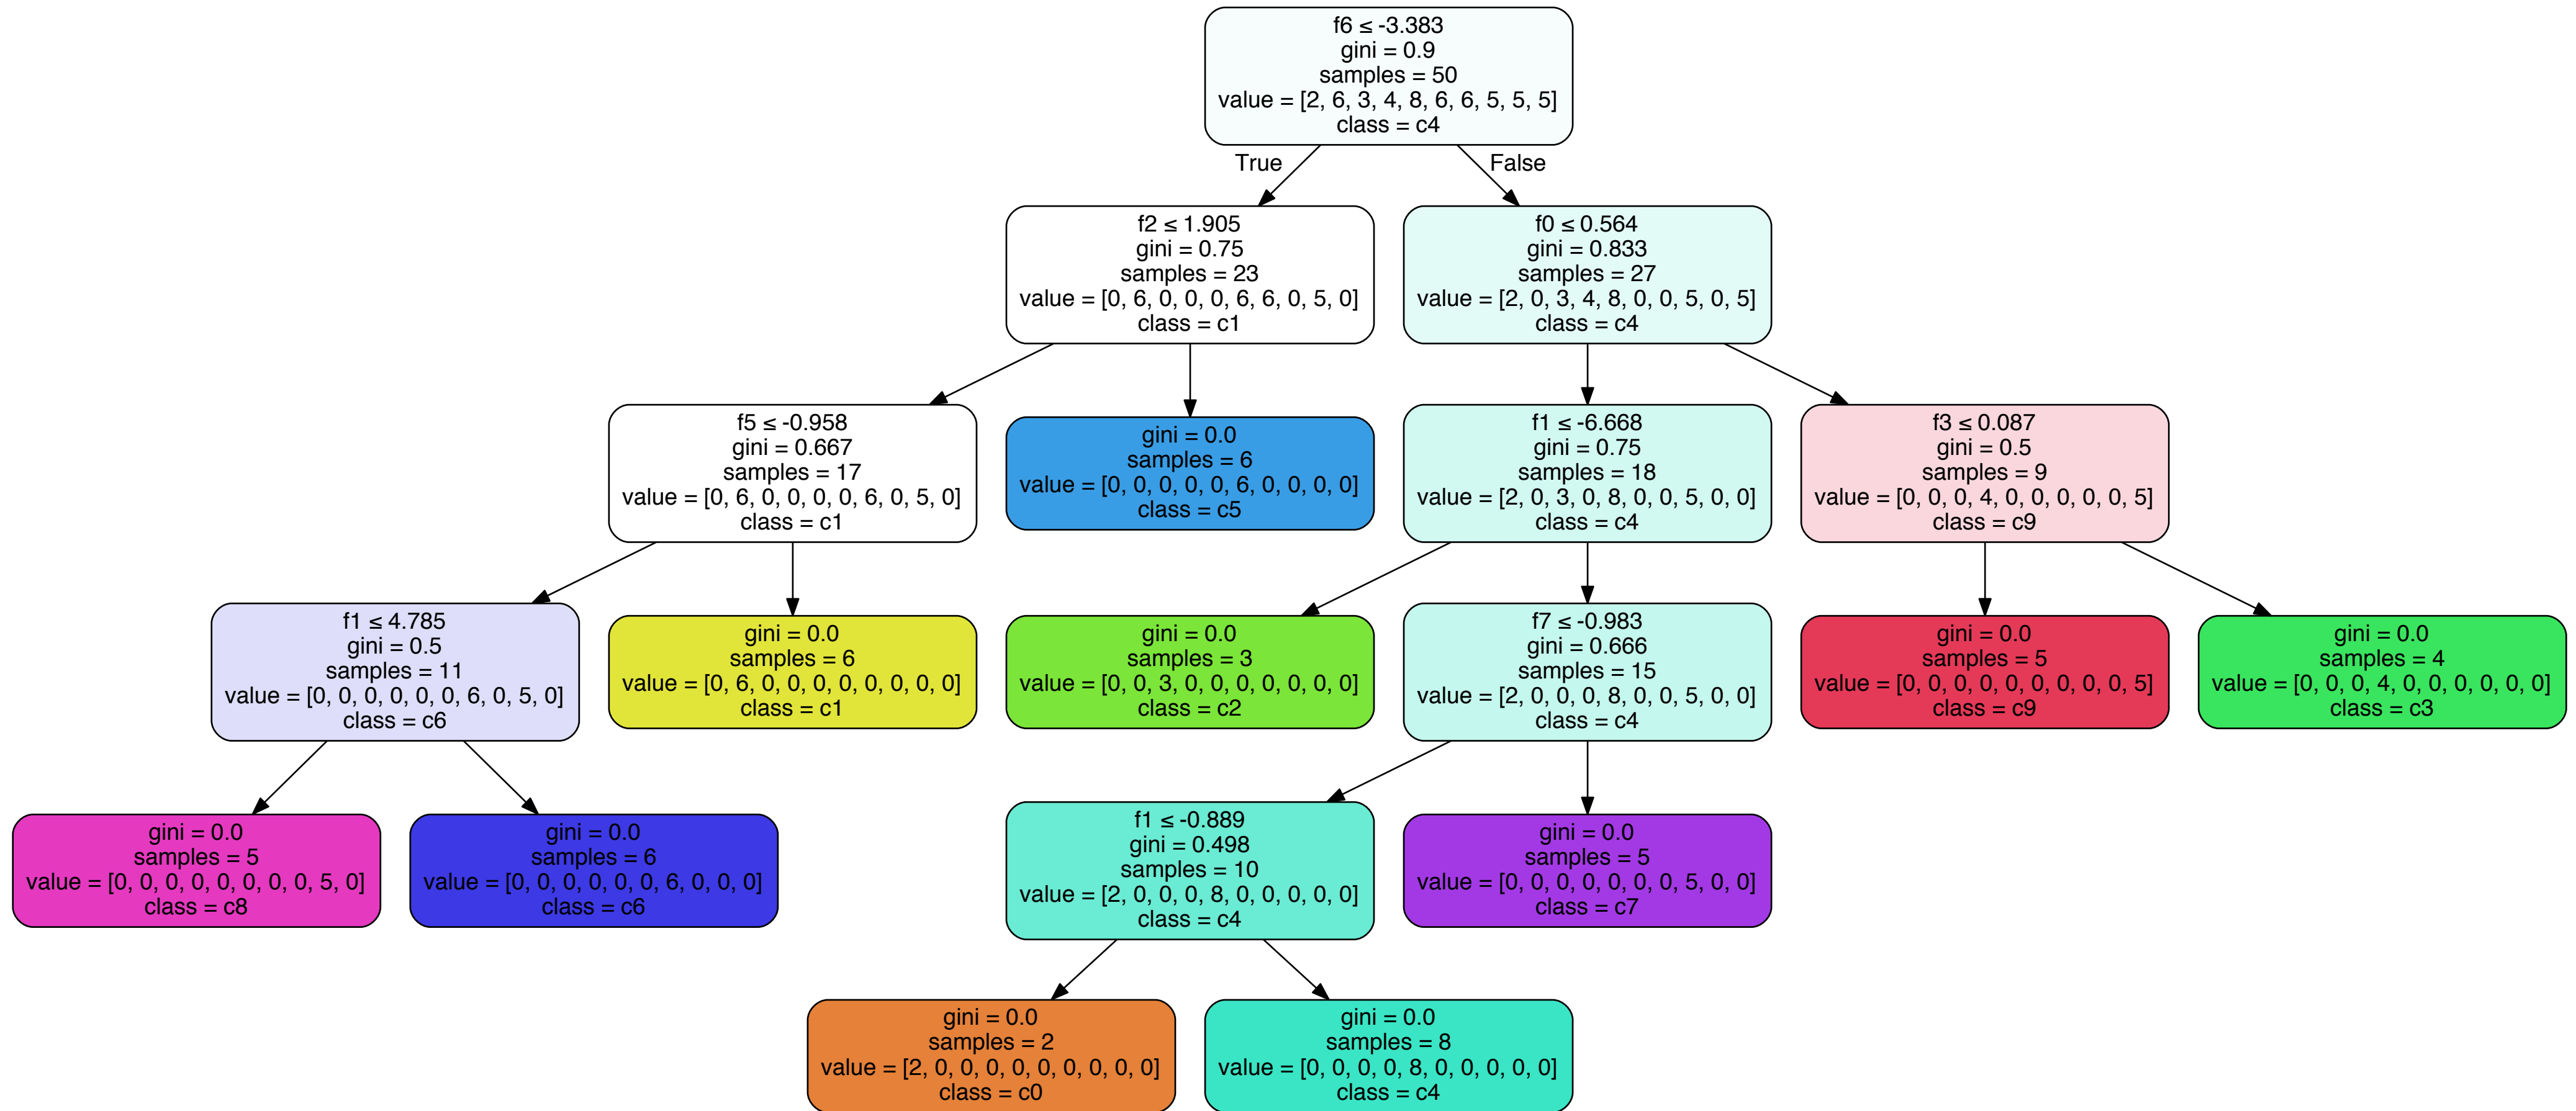 f6 ≤ -3.383
gini = 0.9
samples = 50
value = [2, 6, 3, 4, 8, 6, 6, 5, 5, 5]
class = c4
True
False
f2 ≤ 1.905
gini = 0.75
samples = 23
value = [0, 6, 0, 0, 0, 6, 6, 0, 5, 0]
class = c1
f0 ≤ 0.564
gini = 0.833
samples = 27
value = [2, 0, 3, 4, 8, 0, 0, 5, 0, 5]
class = c4
f5 ≤ -0.958
gini = 0.667
samples = 17
value = [0, 6, 0, 0, 0, 0, 6, 0, 5, 0]
class = c1
gini = 0.0
samples = 6
value = [0, 0, 0, 0, 0, 6, 0, 0, 0, 0]
class = c5
f1 ≤ -6.668
gini = 0.75
samples = 18
value = [2, 0, 3, 0, 8, 0, 0, 5, 0, 0]
class = c4
f3 ≤ 0.087
gini = 0.5
samples = 9
value = [0, 0, 0, 4, 0, 0, 0, 0, 0, 5]
class = c9
f1 ≤ 4.785
gini = 0.5
samples = 11
value = [0, 0, 0, 0, 0, 0, 6, 0, 5, 0]
class = c6
gini = 0.0
samples = 6
value = [0, 6, 0, 0, 0, 0, 0, 0, 0, 0]
class = c1
gini = 0.0
samples = 3
value = [0, 0, 3, 0, 0, 0, 0, 0, 0, 0]
class = c2
f7 ≤ -0.983
gini = 0.666
samples = 15
value = [2, 0, 0, 0, 8, 0, 0, 5, 0, 0]
class = c4
gini = 0.0
samples = 5
value = [0, 0, 0, 0, 0, 0, 0, 0, 0, 5]
class = c9
gini = 0.0
samples = 4
value = [0, 0, 0, 4, 0, 0, 0, 0, 0, 0]
class = c3
gini = 0.0
samples = 5
value = [0, 0, 0, 0, 0, 0, 0, 0, 5, 0]
class = c8
gini = 0.0
samples = 6
value = [0, 0, 0, 0, 0, 0, 6, 0, 0, 0]
class = c6
f1 ≤ -0.889
gini = 0.498
samples = 10
value = [2, 0, 0, 0, 8, 0, 0, 0, 0, 0]
class = c4
gini = 0.0
samples = 5
value = [0, 0, 0, 0, 0, 0, 0, 5, 0, 0]
class = c7
gini = 0.0
samples = 2
value = [2, 0, 0, 0, 0, 0, 0, 0, 0, 0]
class = c0
gini = 0.0
samples = 8
value = [0, 0, 0, 0, 8, 0, 0, 0, 0, 0]
class = c4